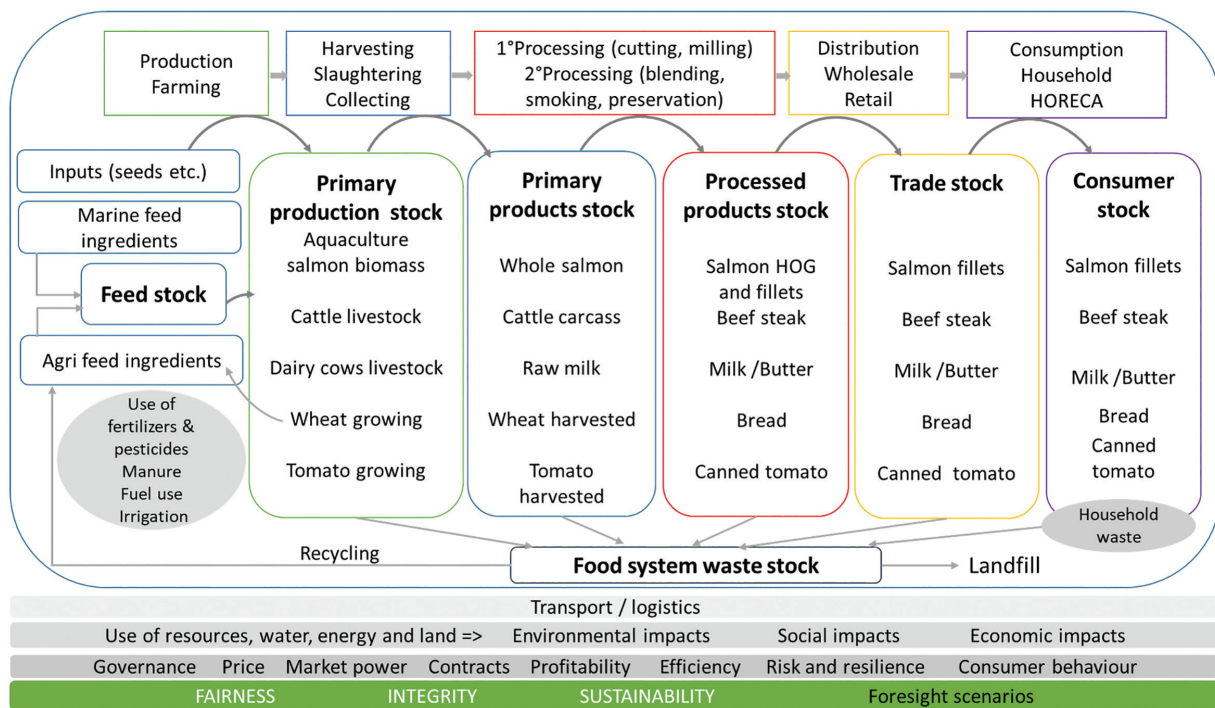 Production
Farming
Harvesting
Slaughtering
Collecting
1°Processing (cutting, milling)
2°Processing (blending,
smoking, preservation)
Distribution
Wholesale
Retail
Consumption
Household
HORECA
Inputs (seeds etc.)
Marine feed
ingredients
Feed stock
Agri feed ingredients
Use of
fertilizers &
pesticides
Manure
Fuel use
Irrigation
Primary
production stock
Aquaculture
salmon biomass
Cattle livestock
Dairy cows livestock
Wheat growing
Tomato growing
Primary
products stock
Whole salmon
Cattle carcass
Raw milk
Wheat harvested
Tomato
harvested
Processed
products stock
Salmon HOG
and fillets
Beef steak
Milk /Butter
Bread
Canned tomato
Trade stock
Salmon fillets
Beef steak
Milk /Butter
Bread
Canned tomato
Consumer
stock
Salmon fillets
Beef steak
Milk /Butter
Bread
Canned
tomato
Household
waste
Recycling
Food system waste stock
Landfill
Transport / logistics
Use of resources, water, energy and land => Environmental impacts Social impacts Economic impacts
Governance Price Market power Contracts Profitability Efficiency Risk and resilience Consumer behaviour
FAIRNESS INTEGRITY SUSTAINABILITY Foresight scenarios